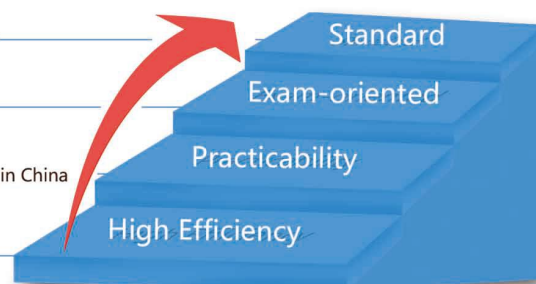 Standard
Exam-oriented
Practicability
in China
High Efficiency